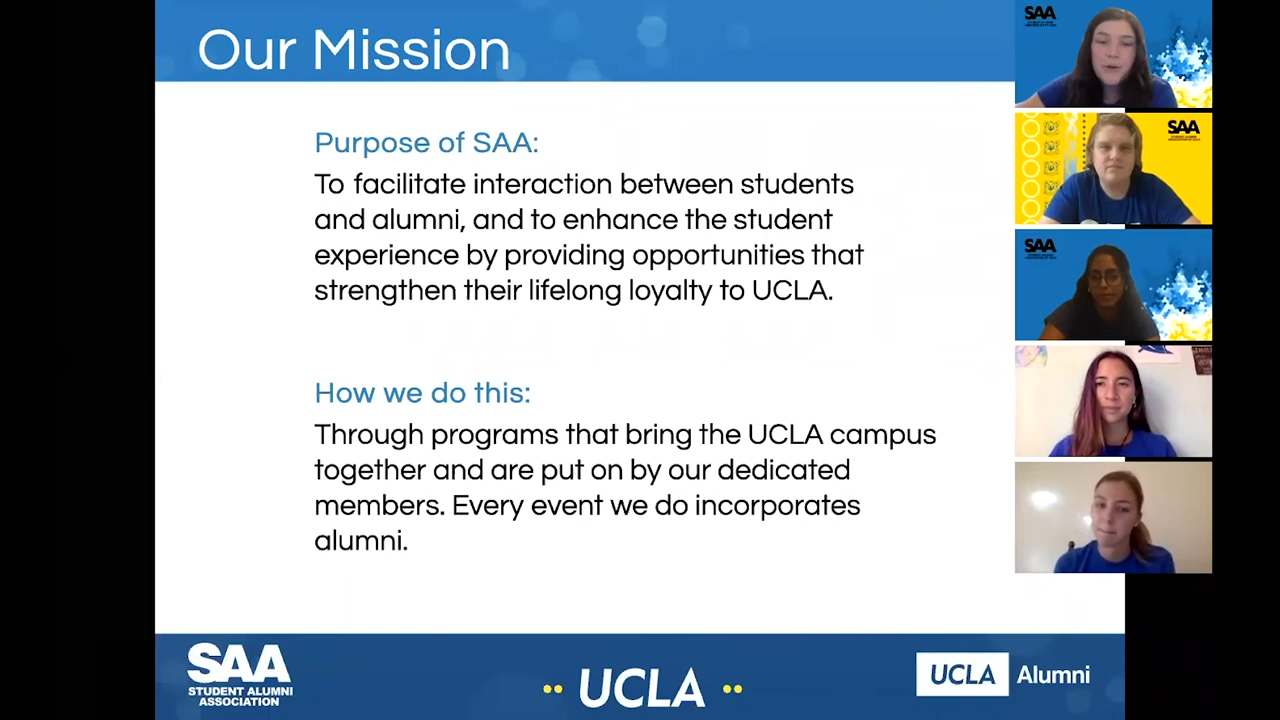 Our Mission
Purpose of SAA:
To facilitate interaction between students
and alumni, and to enhance the student
experience by providing opportunities that
strengthen their lifelong loyalty to UCLA.
How we do this:
Through programs that bring the UCLA campus
together and are put on by our dedicated
members. Every event we do incorporates
alumni.
SAA
STUDENT ALUMNI
ASSOCIATION
UCLA
UCLA Alumni
SAA
SAA
SAA